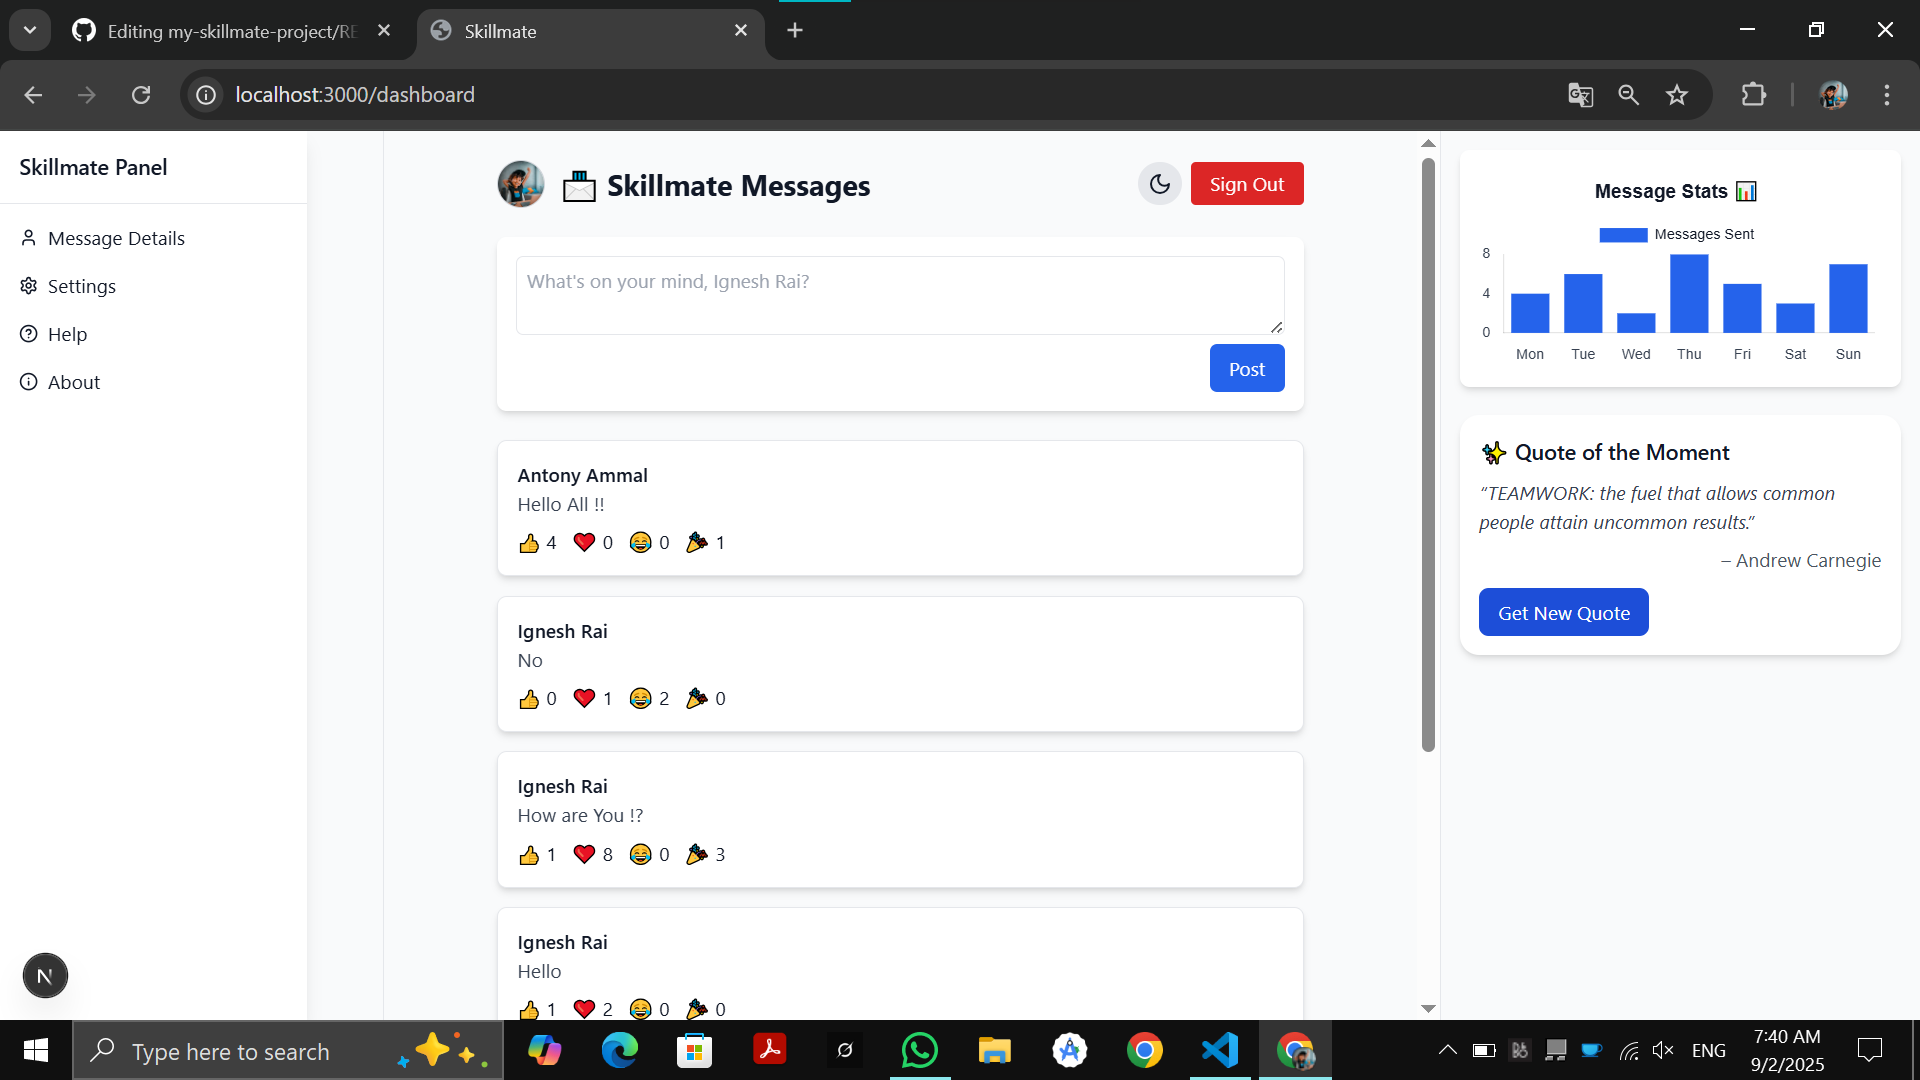 Editing my-skillmate-project/RE
Skillmate
localhost:3000/dashboard
Skillmate Panel
Message Details
Settings
Help
About
N
Skillmate Messages
Sign Out
What's on your mind, Ignesh Rai?
Post
Antony Ammal
Hello All !!
4 0 0 1
Ignesh Rai
No
0 1 2 0
Ignesh Rai
How are You !?
1 8 0 3
Ignesh Rai
Hello
1 2 0 0
Message Stats
Messages Sent
8
4
0
Mon Tue Wed Thu Fri Sat Sun
Quote of the Moment
“TEAMWORK: the fuel that allows common
people attain uncommon results.”
– Andrew Carnegie
Get New Quote
Type here to search
ENG
7:40 AM
9/2/2025